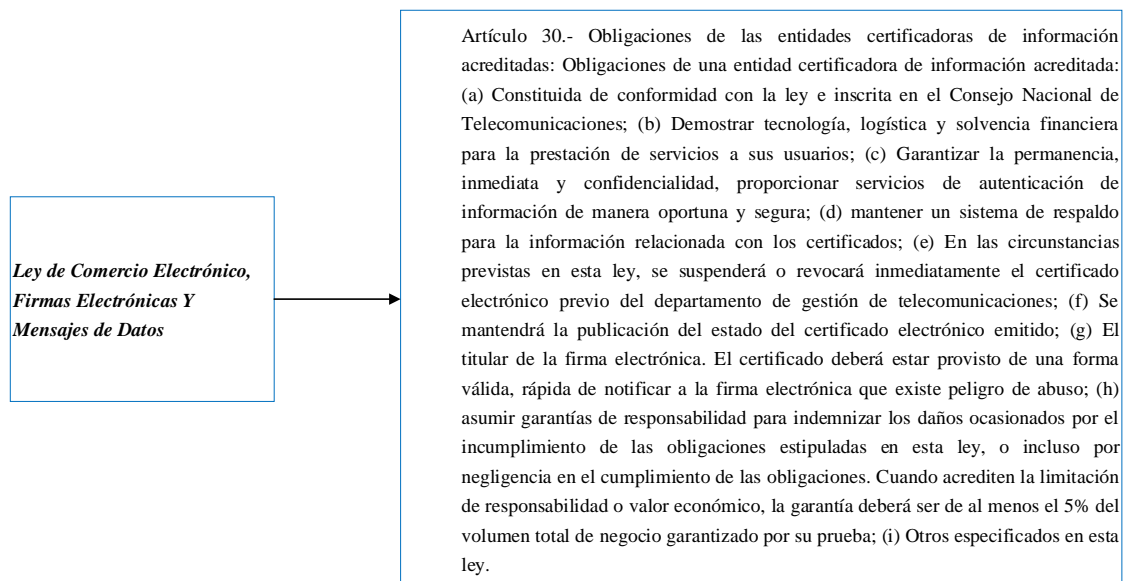 Ley de Comercio Electrónico,
Firmas Electrónicas Y
Mensajes de Datos
Artículo 30.- Obligaciones de las entidades certificadoras de información
acreditadas: Obligaciones de una entidad certificadora de información acreditada:
(a) Constituida de conformidad con la ley e inscrita en el Consejo Nacional de
Telecomunicaciones; (b) Demostrar tecnología, logística y solvencia financiera
para la prestación de servicios a sus usuarios; (c) Garantizar la permanencia,
inmediata y confidencialidad, proporcionar servicios de autenticación de
información de manera oportuna y segura; (d) mantener un sistema de respaldo
para la información relacionada con los certificados; (e) En las circunstancias
previstas en esta ley, se suspenderá o revocará inmediatamente el certificado
electrónico previo del departamento de gestión de telecomunicaciones; (f) Se
mantendrá la publicación del estado del certificado electrónico emitido; (g) El
titular de la firma electrónica. El certificado deberá estar provisto de una forma
válida, rápida de notificar a la firma electrónica que existe peligro de abuso; (h)
asumir garantías de responsabilidad para indemnizar los daños ocasionados por el
incumplimiento de las obligaciones estipuladas en esta ley, o incluso por
negligencia en el cumplimiento de las obligaciones. Cuando acrediten la limitación
de responsabilidad o valor económico, la garantía deberá ser de al menos el 5% del
volumen total de negocio garantizado por su prueba; (i) Otros especificados en esta
ley.